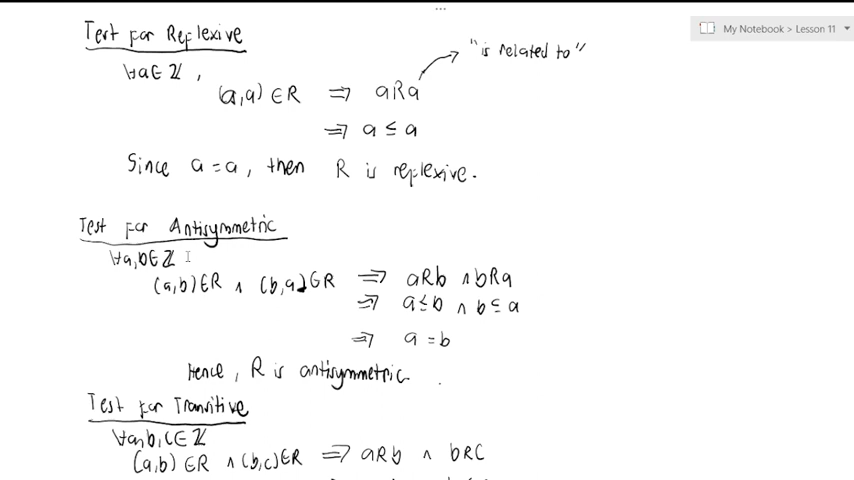 ...
My Notebook > Lesson 11
Test for Reflexive
"is related to"
∀a∈ℤ,
(a,a) ∈R ⇒ aRa
⇒ a ≤ a
Since a = a, then R is reflexive.
Test for Antisymmetric
∀a,b∈ℤ
(a,b)∈R ∧ (b,a)∈R ⇒ aRb ∧ bRa
⇒ a≤b ∧ b≤a
⇒ a = b
Hence, R is antisymmetric.
Test for Transitive
∀a,b,c∈ℤ
(a,b) ∈R ∧ (b,c)∈R ⇒ aRb ∧ bRc